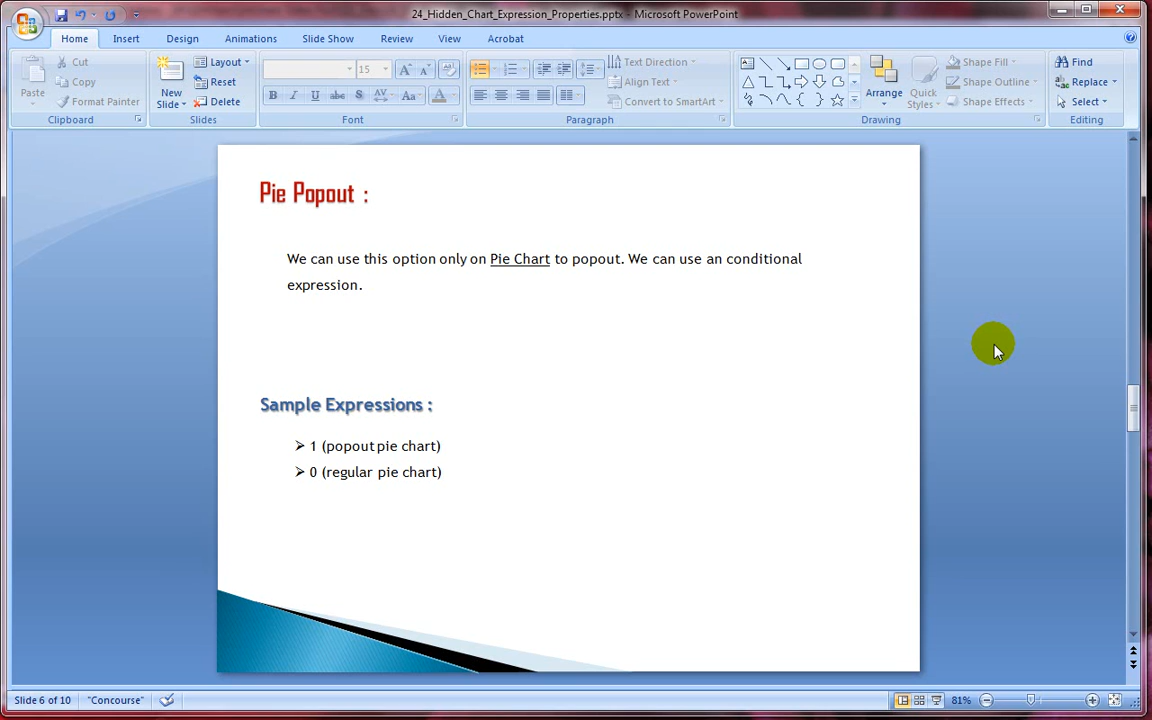 24_Hidden_Chart_Expression_Properties.pptx - Microsoft PowerPoint
Home Insert Design Animations Slide Show Review View Acrobat
Paste
Cut
Copy
Format Painter
Clipboard
New Slide
Layout
Reset
Delete
Slides
15
B I U abc S AV Aa A
Font
Text Direction
Align Text
Convert to SmartArt
Paragraph
Arrange
Quick Styles
Shape Fill
Shape Outline
Shape Effects
Drawing
Find
Replace
Select
Editing
Pie Popout :
We can use this option only on Pie Chart to popout. We can use an conditional
expression.
Sample Expressions :
➢ 1 (popout pie chart)
➢ 0 (regular pie chart)
Slide 6 of 10 "Concourse" 81%